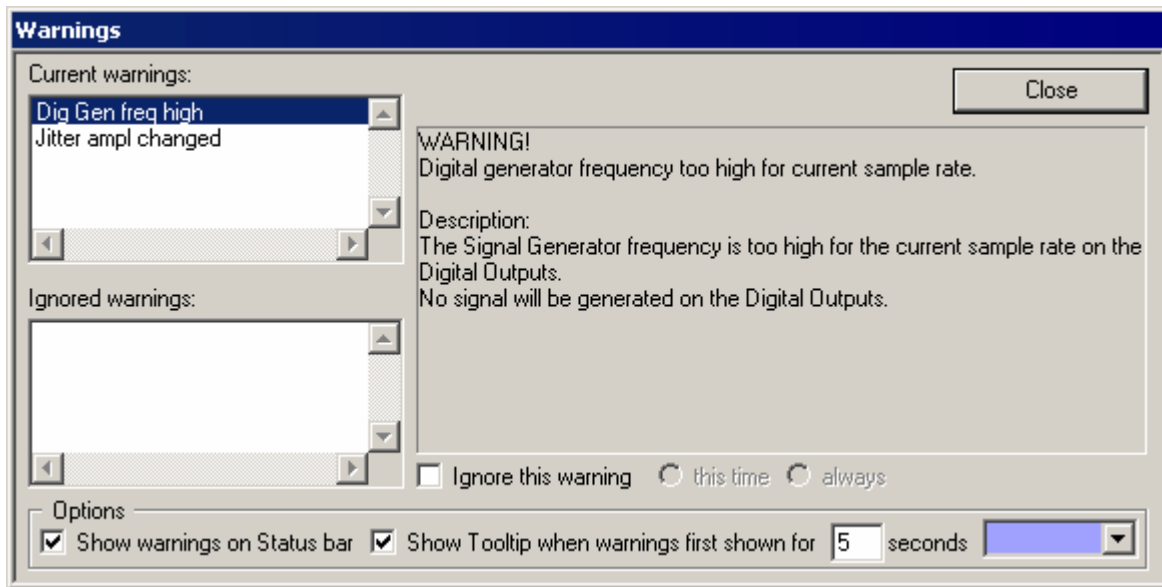 Warnings
Current warnings:
Dig Gen freq high
Jitter ampl changed
Ignored warnings:
Close
WARNING!
Digital generator frequency too high for current sample rate.
Description:
The Signal Generator frequency is too high for the current sample rate on the
Digital Outputs.
No signal will be generated on the Digital Outputs.
Ignore this warning this time always
Options
Show warnings on Status bar Show Tooltip when warnings first shown for 5 seconds